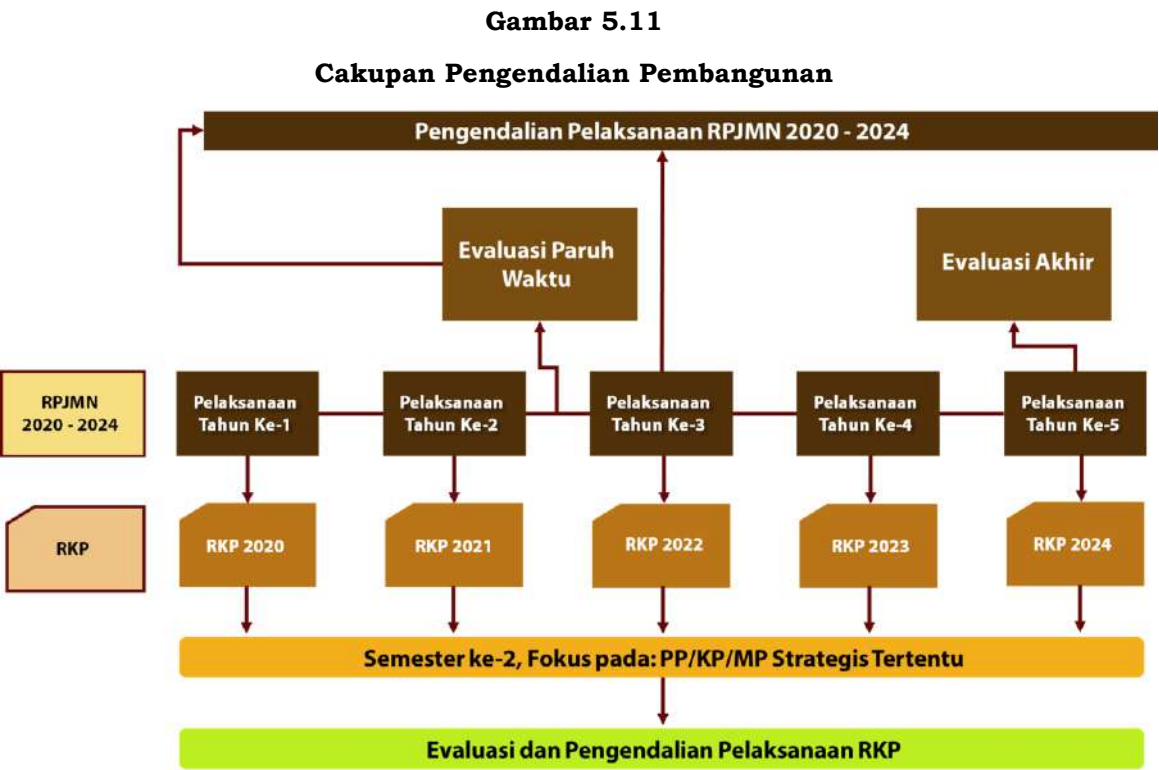 Gambar 5.11
Cakupan Pengendalian Pembangunan
Pengendalian Pelaksanaan RPJMN 2020 - 2024
Evaluasi Paruh
Waktu
Evaluasi Akhir
RPJMN
2020 - 2024
Pelaksanaan
Tahun Ke-1
Pelaksanaan
Tahun Ke-2
Pelaksanaan
Tahun Ke-3
Pelaksanaan
Tahun Ke-4
Pelaksanaan
Tahun Ke-5
RKP
RKP 2020
RKP 2021
RKP 2022
RKP 2023
RKP 2024
Semester ke-2, Fokus pada: PP/KP/MP Strategis Tertentu
Evaluasi dan Pengendalian Pelaksanaan RKP